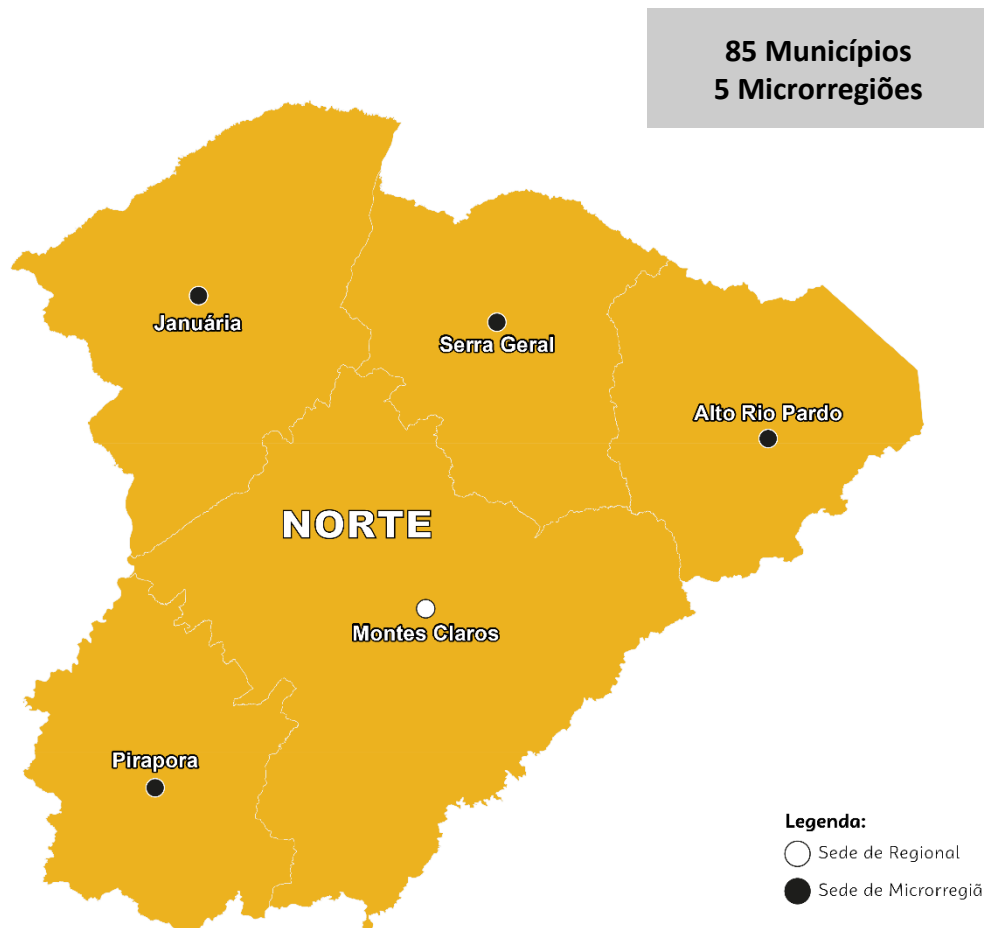 85 Municípios
5 Microrregiões
Januária
Serra Geral
Alto Rio Pardo
NORTE
Montes Claros
Pirapora
Legenda:
Sede de Regional
Sede de Microrregiã